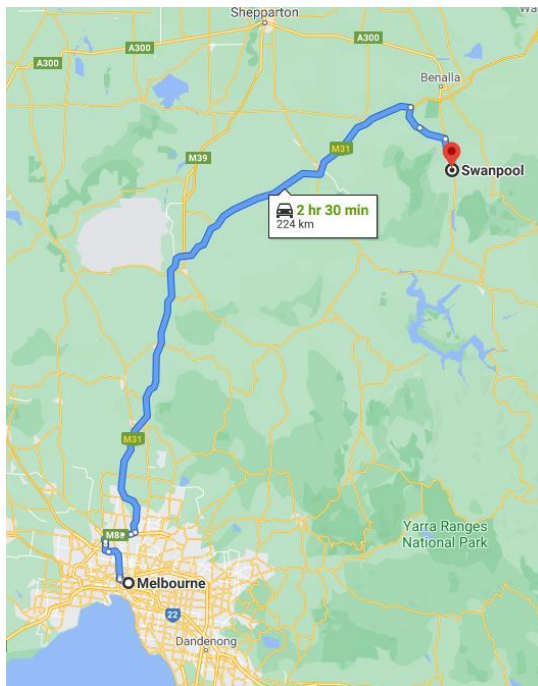 Shepparton
Wa
A300
A300
A300
Benalla
M39
M31
Swanpool
2 hr 30 min
224 km
M31
Yarra Ranges
National Park
Melbourne
22
Dandenong